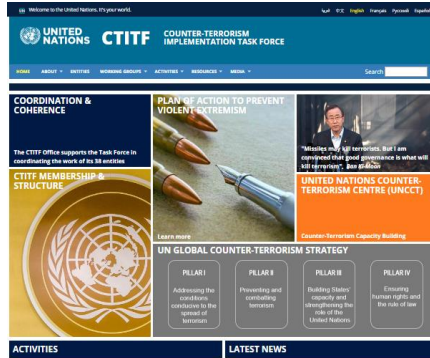 Welcome to the United Nations. It's your world.
العربية 中文 English Français Русский Español
UNITED
NATIONS
CTITF
COUNTER-TERRORISM
IMPLEMENTATION TASK FORCE
HOME ABOUT ENTITIES WORKING GROUPS ACTIVITIES RESOURCES MEDIA
Search
COORDINATION &
COHERENCE
The CTITF Office supports the Task Force in
coordinating the work of its 38 entities
PLAN OF ACTION TO PREVENT
VIOLENT EXTREMISM
Learn more
"Missiles may kill terrorists. But I am
convinced that good governance is what will
kill terrorism", Ban Ki-Moon
CTITF MEMBERSHIP &
STRUCTURE
UNITED NATIONS COUNTER-
TERRORISM CENTRE (UNCCT)
Counter-Terrorism Capacity Building
UN GLOBAL COUNTER-TERRORISM STRATEGY
PILLAR I
Addressing the
conditions
conducive to the
spread of
terrorism
PILLAR II
Preventing and
combatting
terrorism
PILLAR III
Building States'
capacity and
strengthening the
role of the
United Nations
PILLAR IV
Ensuring
human rights and
the rule of law
ACTIVITIES
LATEST NEWS